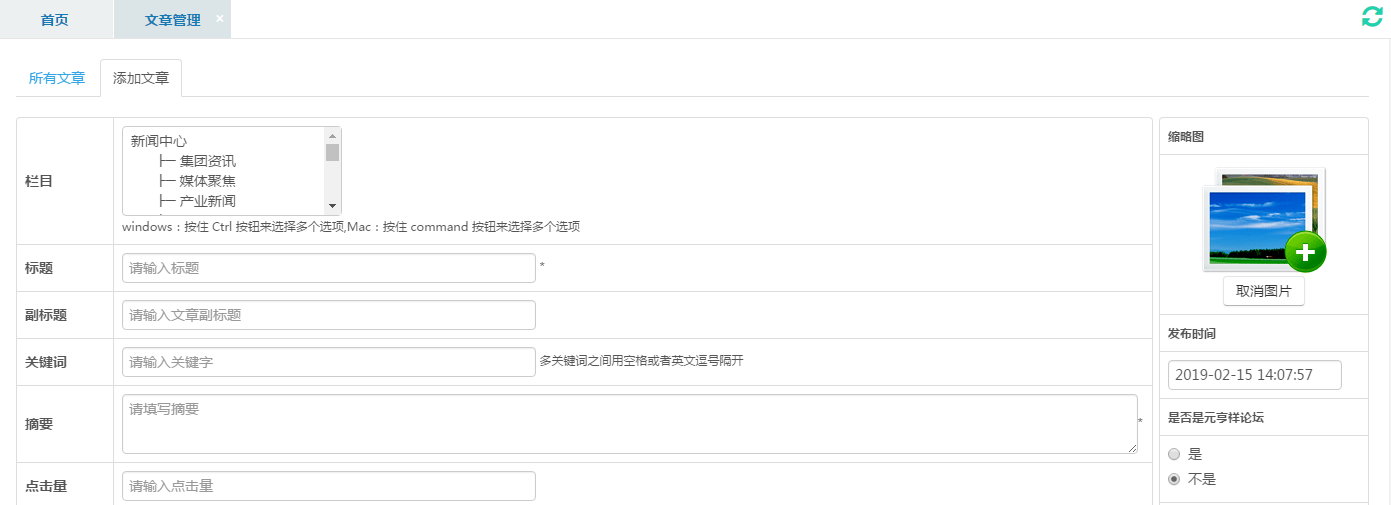 首页
文章管理 ×
所有文章
添加文章
栏目
新闻中心
├─ 集团资讯
├─ 媒体聚焦
├─ 产业新闻
windows：按住 Ctrl 按钮来选择多个选项,Mac：按住 command 按钮来选择多个选项
标题
请输入标题 *
副标题
请输入文章副标题
关键词
请输入关键字 多关键词之间用空格或者英文逗号隔开
摘要
请填写摘要 *
点击量
请输入点击量
缩略图
取消图片
发布时间
2019-02-15 14:07:57
是否是元亨样论坛
是
不是